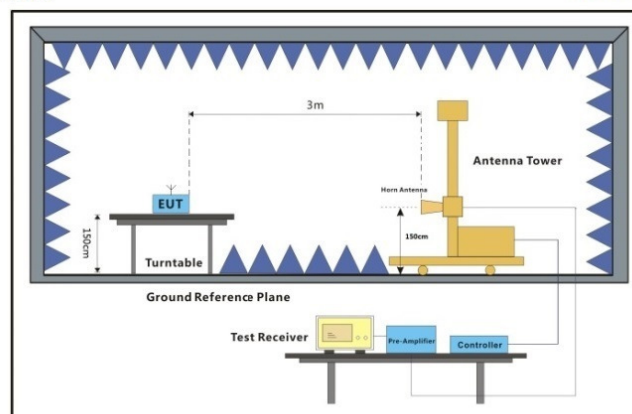 3m
Antenna Tower
Horn Antenna
EUT
150cm
150cm
Turntable
Ground Reference Plane
Test Receiver
Pre-Amplifier
Controller